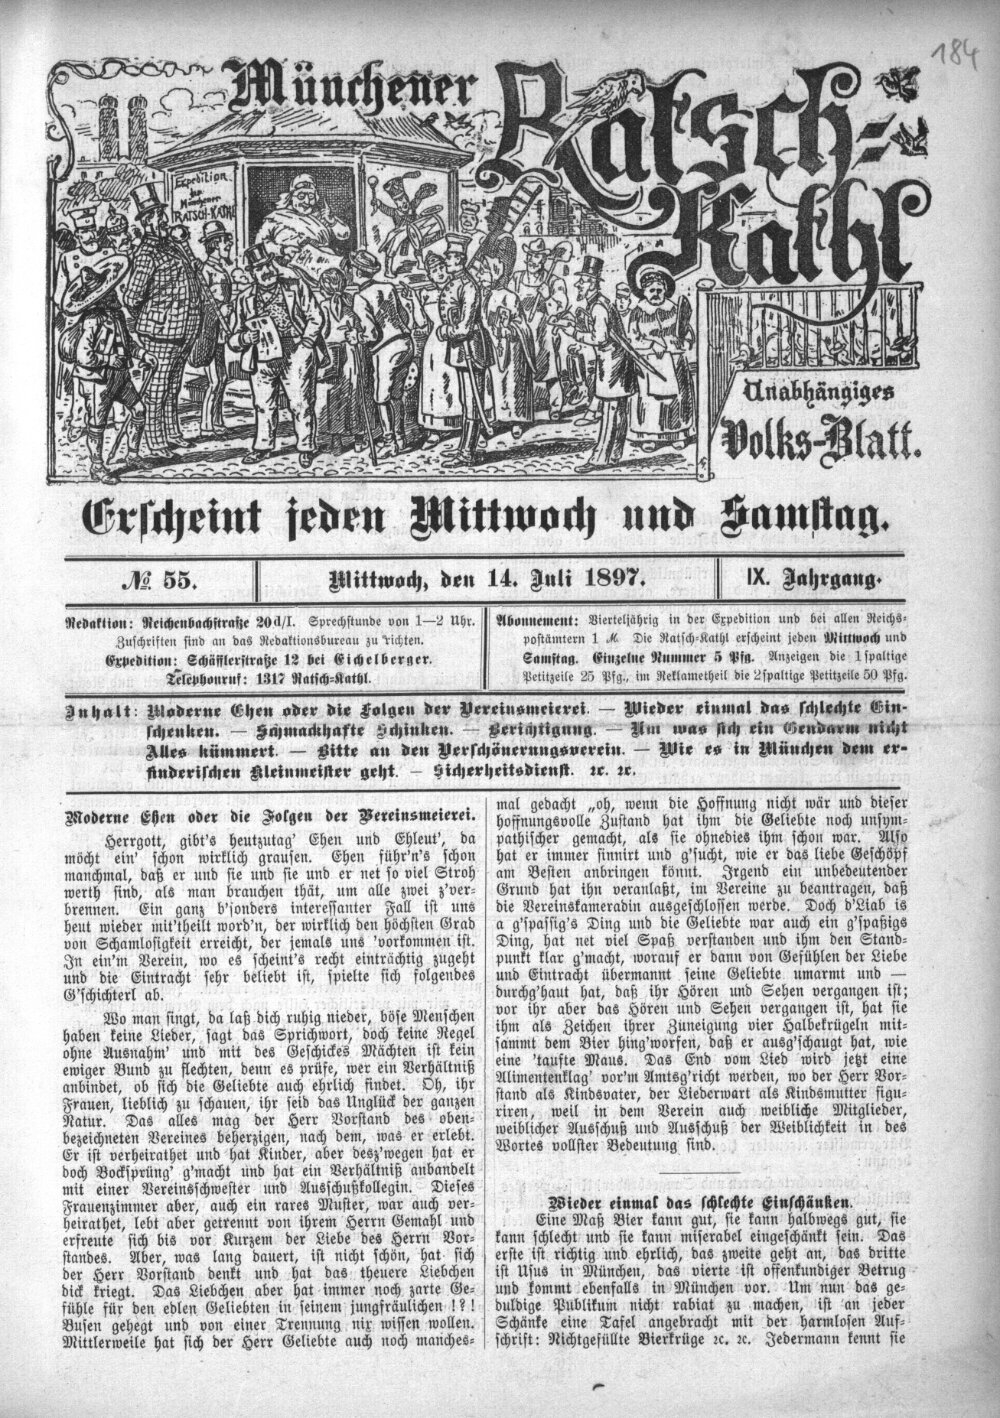 184
Münchener
Ratsch-
Kathl
Expedition
der
Münchener
RATSCH-KATHL
Unabhängiges
Volks-Blatt.
Erscheint jeden Mittwoch und Samstag.
№ 55.
Mittwoch, den 14. Juli 1897.
IX. Jahrgang.
Redaktion: Reichenbachstraße 20d/I. Sprechstunde von 1—2 Uhr.
Zuschriften sind an das Redaktionsbureau zu richten.
Expedition: Schäfflerstraße 12 bei Eichelberger.
Telephonruf: 1317 Ratsch-Kathl.
Abonnement: Vierteljährig in der Expedition und bei allen Reichs-
postämtern 1 M. Die Ratsch-Kathl erscheint jeden Mittwoch und
Samstag. Einzelne Nummer 5 Pfg. Anzeigen die 1spaltige
Petitzeile 25 Pfg., im Reklametheil die 2spaltige Petitzeile 50 Pfg.
Inhalt: Moderne Ehen oder die Folgen der Vereinsmeierei. — Wieder einmal das schlechte Ein-
schenken. — Schmackhafte Schinken. — Berichtigung. — Um was sich ein Gendarm nicht
Alles kümmert. — Bitte an den Verschönerungsverein. — Wie es in München dem er-
finderischen Kleinmeister geht. — Sicherheitsdienst. ꝛc. ꝛc.
Moderne Ehen oder die Folgen der Vereinsmeierei.
Herrgott, gibt's heutzutag' Ehen und Ehleut', da
möcht ein' schon wirklich grausen. Ehen führ'n's schon
manchmal, daß er und sie und sie und er net so viel Stroh
werth sind, als man brauchen thät, um alle zwei z'ver-
brennen. Ein ganz b'sonders interessanter Fall ist uns
heut wieder mit'theilt word'n, der wirklich den höchsten Grad
von Schamlosigkeit erreicht, der jemals uns 'vorkommen ist.
In ein'n Verein, wo es scheint's recht einträchtig zugeht
und die Eintracht sehr beliebt ist, spielte sich folgendes
G'schichterl ab.
Wo man singt, da laß dich ruhig nieder, böse Menschen
haben keine Lieder, sagt das Sprichwort, doch keine Regel
ohne Ausnahm' und mit des Geschickes Mächten ist kein
ewiger Bund zu flechten, denn es prüfe, wer ein Verhältniß
anbindet, ob sich die Geliebte auch ehrlich findet. Oh, ihr
Frauen, lieblich zu schauen, ihr seid das Unglück der ganzen
Natur. Das alles mag der Herr Vorstand des oben-
bezeichneten Vereines beherzigen, nach dem, was er erlebt.
Er ist verheirathet und hat Kinder, aber desz'wegen hat er
doch Bocksprüng' g'macht und hat ein Verhältniß anbandelt
mit einer Vereinsschwester und Ausschußkollegin. Dieses
Frauenzimmer aber, auch ein rares Muster, war auch ver-
heirathet, lebt aber getrennt von ihrem Herrn Gemahl und
erfreute sich bis vor Kurzem der Liebe des Herrn Vor-
standes. Aber, was lang dauert, ist nicht schön, hat sich
der Herr Vorstand denkt und hat das theuere Liebchen
dick kriegt. Das Liebchen aber hat immer noch zarte Ge-
fühle für den edlen Geliebten in seinem jungfräulichen !?!
Busen gehegt und von einer Trennung nix wissen wollen.
Mittlerweile hat sich der Herr Geliebte auch noch manches-
mal gedacht „oh, wenn die Hoffnung nicht wär und dieser
hoffnungsvolle Zustand hat ihm die Geliebte noch unsym-
pathischer gemacht, als sie ohnedies ihm schon war. Also
hat er immer sinnirt und g'sucht, wie er das liebe Geschöpf
am Besten anbringen könnt. Irgend ein unbedeutender
Grund hat ihn veranlaßt, im Vereine zu beantragen, daß
die Vereinskameradin ausgeschlossen werde. Doch d'Liab is
a g'spassig's Ding und die Geliebte war auch ein g'spaßigs
Ding, hat net viel Spaß verstanden und ihm den Stand-
punkt klar g'macht, worauf er dann von Gefühlen der Liebe
und Eintracht übermannt seine Geliebte umarmt und —
durchg'haut hat, daß ihr Hören und Sehen vergangen ist;
vor ihr aber das Hören und Sehen vergangen ist, hat sie
ihm als Zeichen ihrer Zuneigung vier Halbekrügeln mit-
sammt dem Bier hing'worfen, daß er ausg'schaugt hat, wie
eine 'taufte Maus. Das End vom Lied wird jetzt eine
Alimentenklag' vor'm Amtsg'richt werden, wo der Herr Vor-
stand als Kindsvater, der Liederwart als Kindsmutter figu-
riren, weil in dem Verein auch weibliche Mitglieder,
weiblicher Ausschuß und Ausschuß der Weiblichkeit in des
Wortes vollster Bedeutung sind.
Wieder einmal das schlechte Einschänken.
Eine Maß Bier kann gut, sie kann halbwegs gut, sie
kann schlecht und sie kann miserabel eingeschänkt sein. Das
erste ist richtig und ehrlich, das zweite geht an, das dritte
ist Usus in München, das vierte ist offenkundiger Betrug
und kommt ebenfalls in München vor. Um nun das ge-
duldige Publikum nicht rabiat zu machen, ist an jeder
Schänke eine Tafel angebracht mit der harmlosen Auf-
schrift: Nichtgefüllte Bierkrüge ꝛc. ꝛc. Jedermann kennt sie